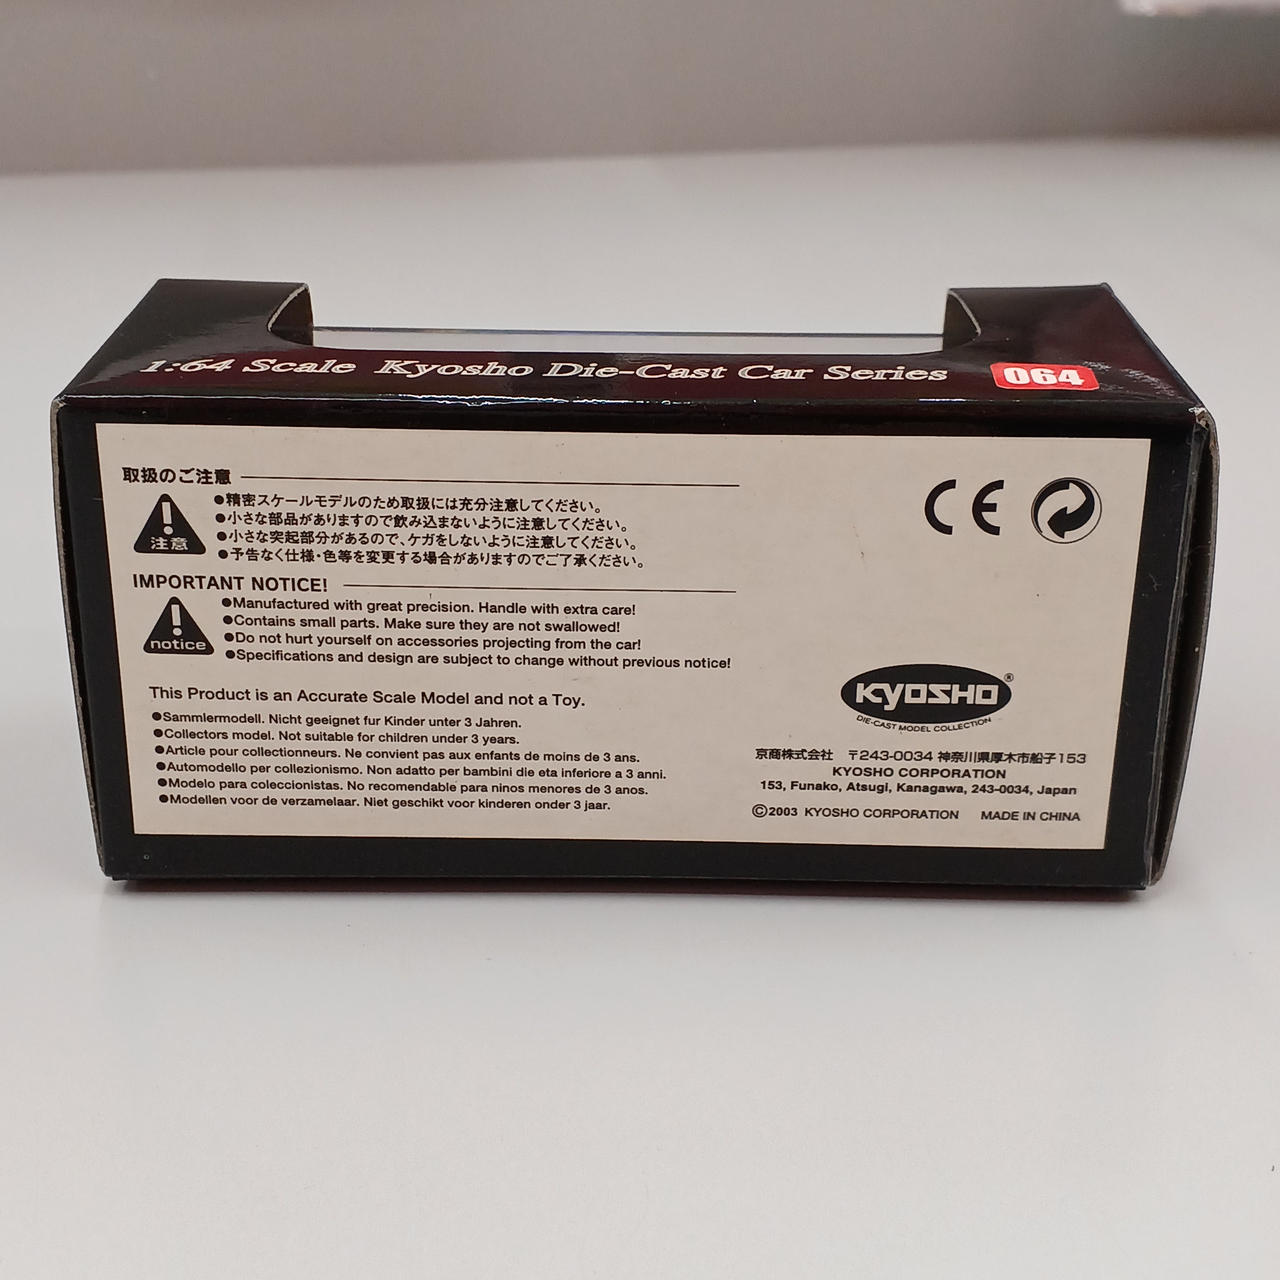 1:64 Scale Kyosho Die-Cast Car Series 064
取扱のご注意
注意
●精密スケールモデルのため取扱には充分注意してください。
●小さな部品がありますので飲み込まないように注意してください。
●小さな突起部分があるので、ケガをしないように注意してください。
●予告なく仕様・色等を変更する場合がありますのでご了承ください。
IMPORTANT NOTICE!
notice
●Manufactured with great precision. Handle with extra care!
●Contains small parts. Make sure they are not swallowed!
●Do not hurt yourself on accessories projecting from the car!
●Specifications and design are subject to change without previous notice!
This Product is an Accurate Scale Model and not a Toy.
●Sammlermodell. Nicht geeignet fur Kinder unter 3 Jahren.
●Collectors model. Not suitable for children under 3 years.
●Article pour collectionneurs. Ne convient pas aux enfants de moins de 3 ans.
●Automodello per collezionismo. Non adatto per bambini die eta inferiore a 3 anni.
●Modelo para coleccionistas. No recomendable para ninos menores de 3 anos.
●Modellen voor de verzamelaar. Niet geschikt voor kinderen onder 3 jaar.
CE
KYOSHO®
DIE-CAST MODEL COLLECTION
京商株式会社 〒243-0034 神奈川県厚木市船子153
KYOSHO CORPORATION
153, Funako, Atsugi, Kanagawa, 243-0034, Japan
©2003 KYOSHO CORPORATION MADE IN CHINA